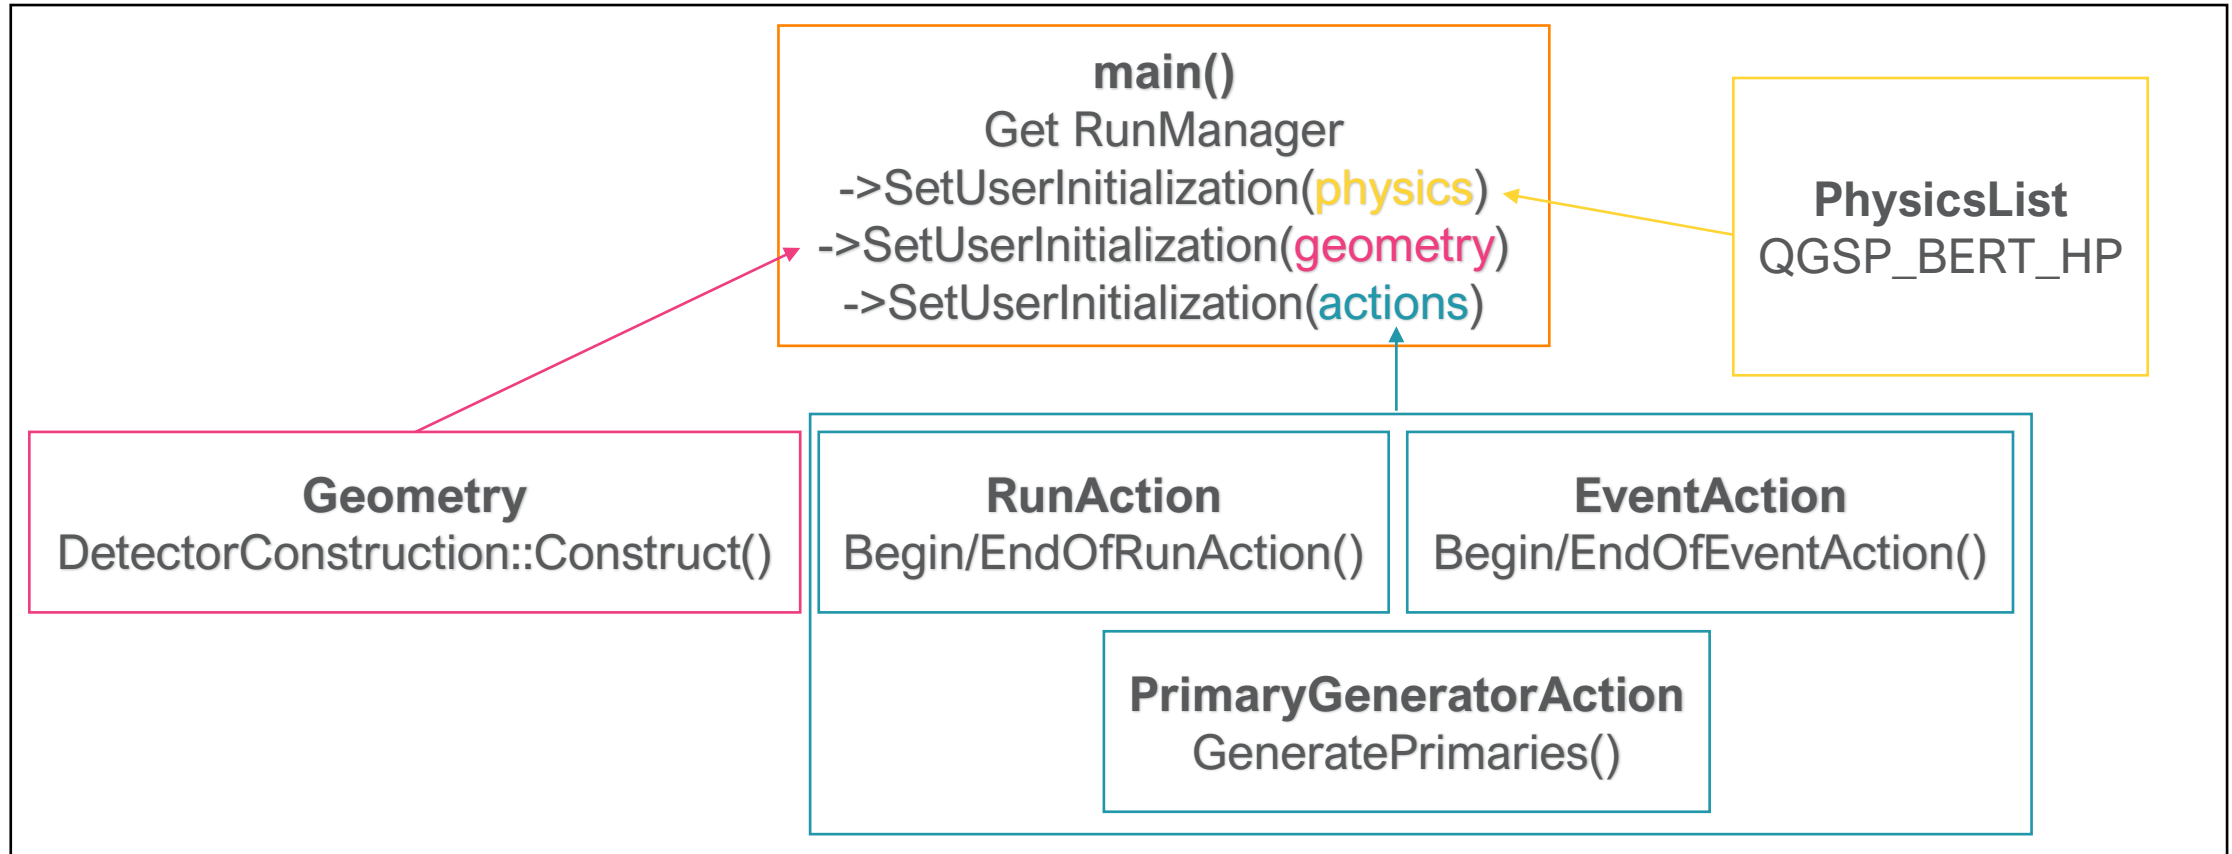 main()
Get RunManager
->SetUserInitialization(physics)
->SetUserInitialization(geometry)
->SetUserInitialization(actions)
PhysicsList
QGSP_BERT_HP
Geometry
DetectorConstruction::Construct()
RunAction
Begin/EndOfRunAction()
EventAction
Begin/EndOfEventAction()
PrimaryGeneratorAction
GeneratePrimaries()